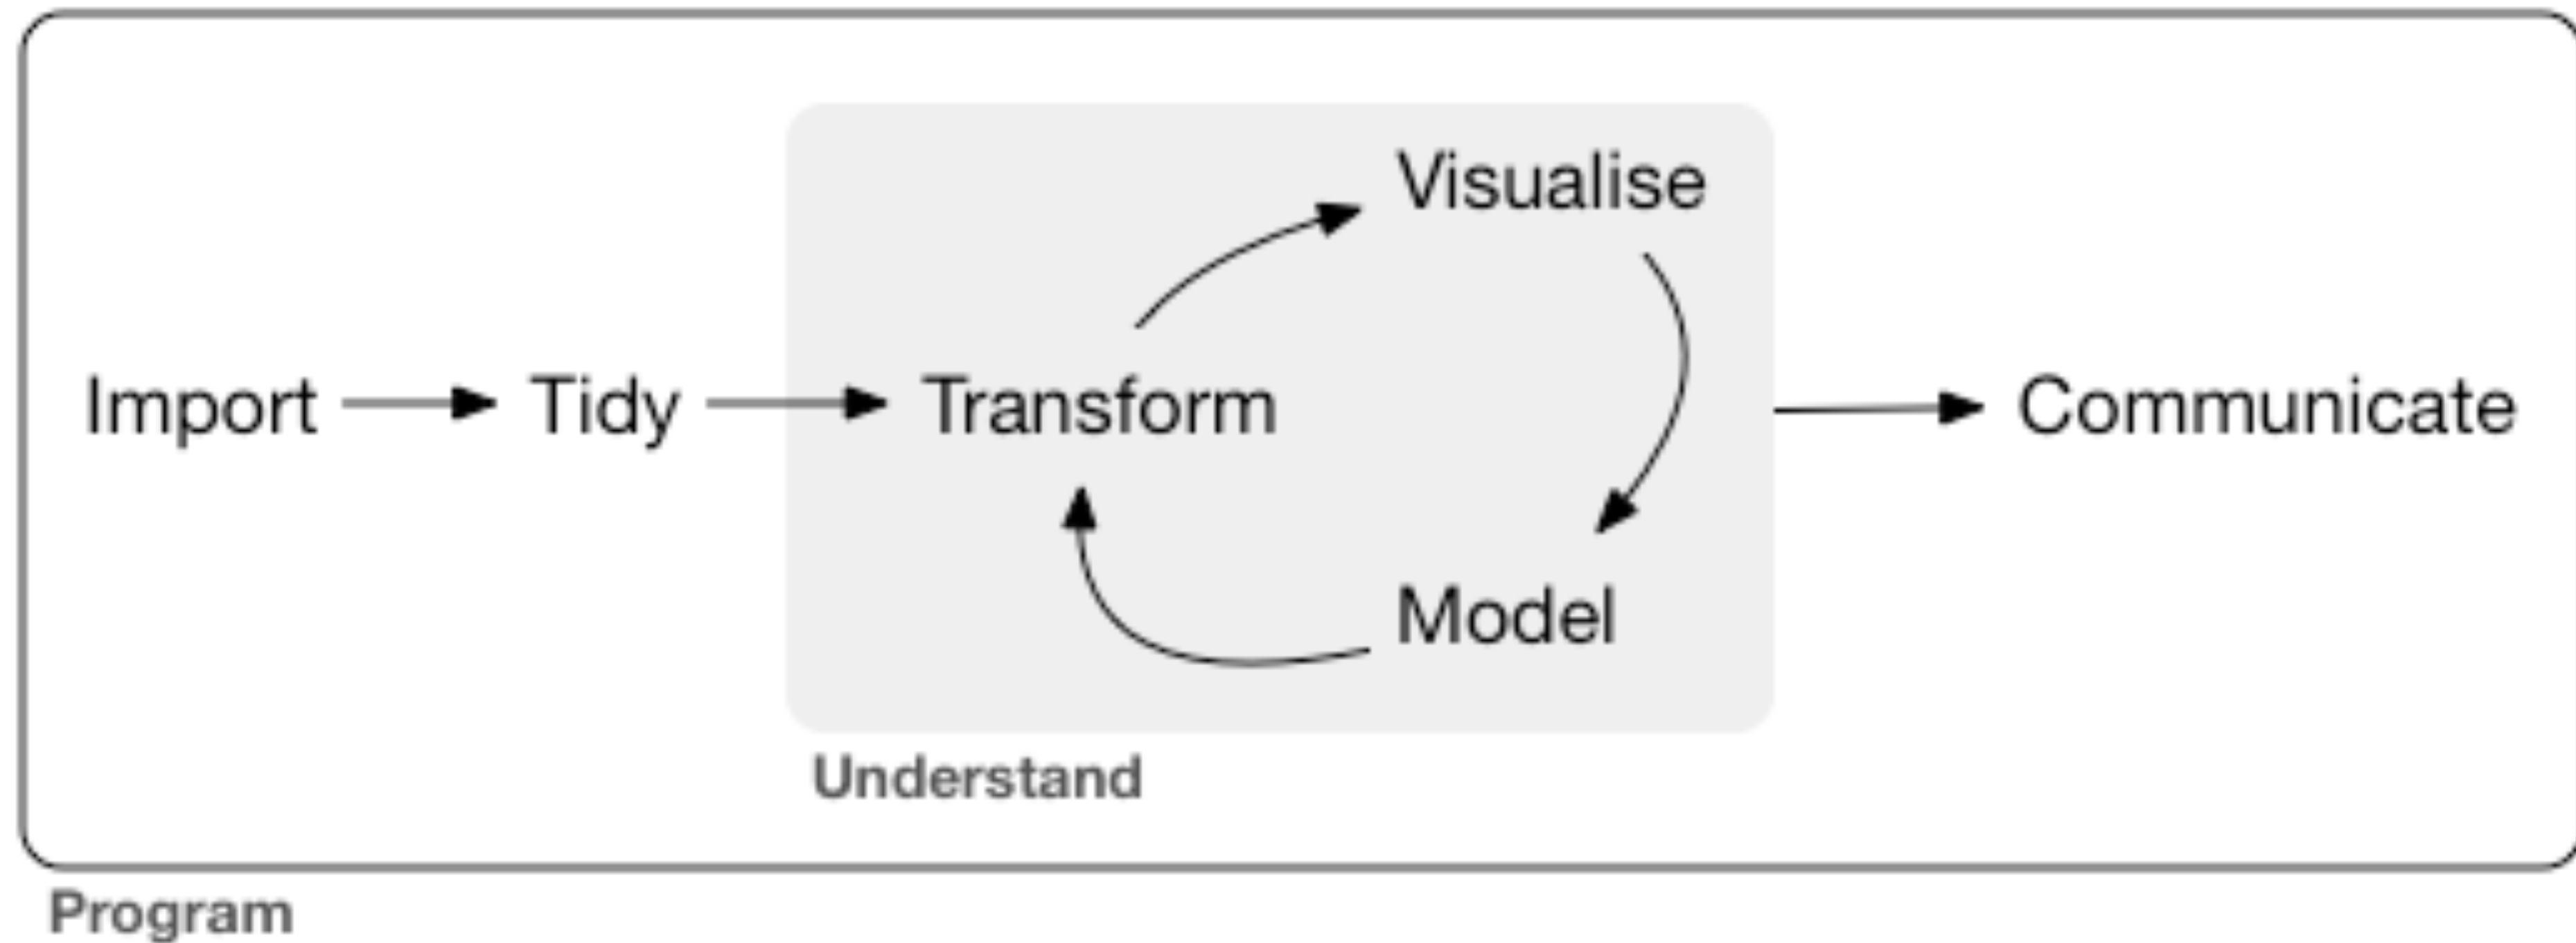 Visualise
Import Tidy Transform Communicate
Model
Understand
Program